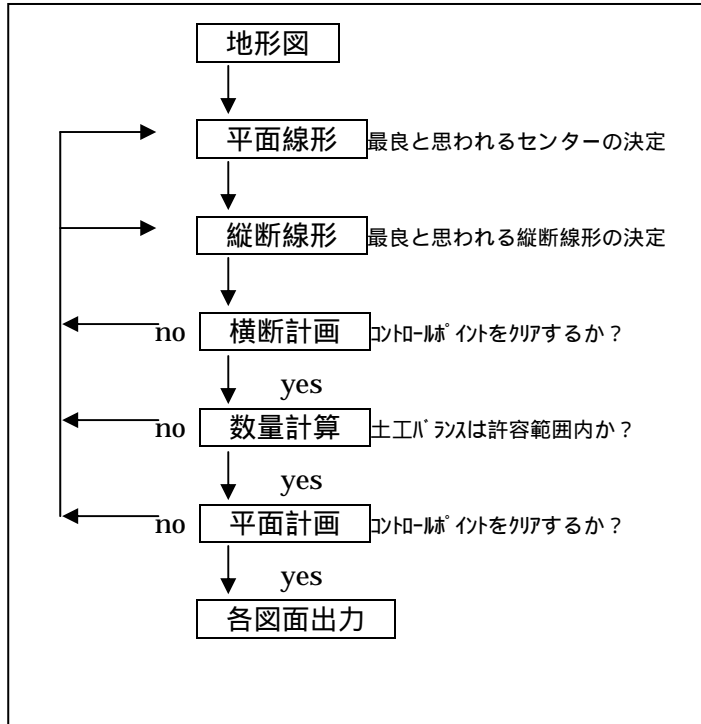 地形図
平面線形 最良と思われるセンターの決定
縦断線形 最良と思われる縦断線形の決定
no 横断計画 ｺﾝﾄﾛｰﾙﾎﾟｲﾝﾄをｸﾘｱするか？
yes
no 数量計算 土工ﾊﾞﾗﾝｽは許容範囲内か？
yes
no 平面計画 ｺﾝﾄﾛｰﾙﾎﾟｲﾝﾄをｸﾘｱするか？
yes
各図面出力